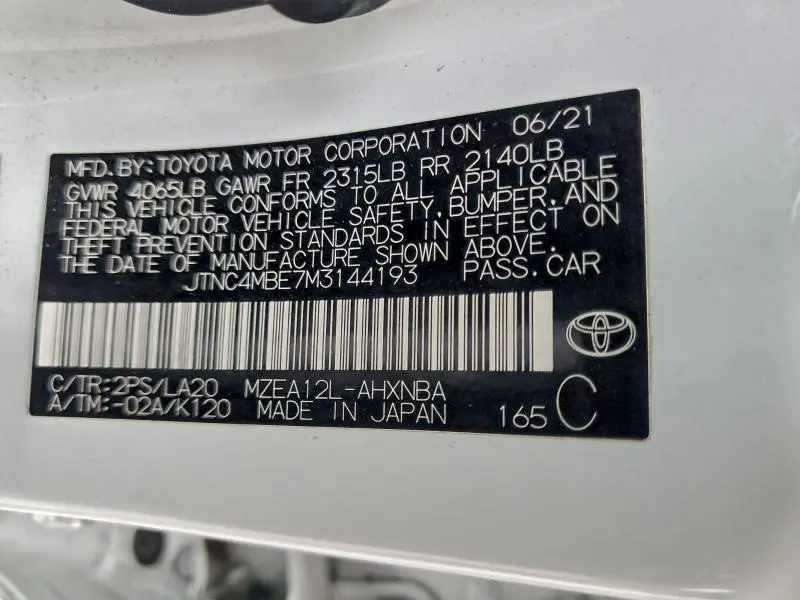 MFD.BY:TOYOTA MOTOR CORPORATION 06/21
GVWR 4065LB GAWR FR 2315LB RR 2140LB
THIS VEHICLE CONFORMS TO ALL APPLICABLE
FEDERAL MOTOR VEHICLE SAFETY,BUMPER,AND
THEFT PREVENTION STANDARDS IN EFFECT ON
THE DATE OF MANUFACTURE SHOWN ABOVE.
JTNC4MBE7M3144193 PASS.CAR
C/TR:2PS/LA20 MZEA12L-AHXNBA
A/TM:-02A/K120 MADE IN JAPAN 165 C